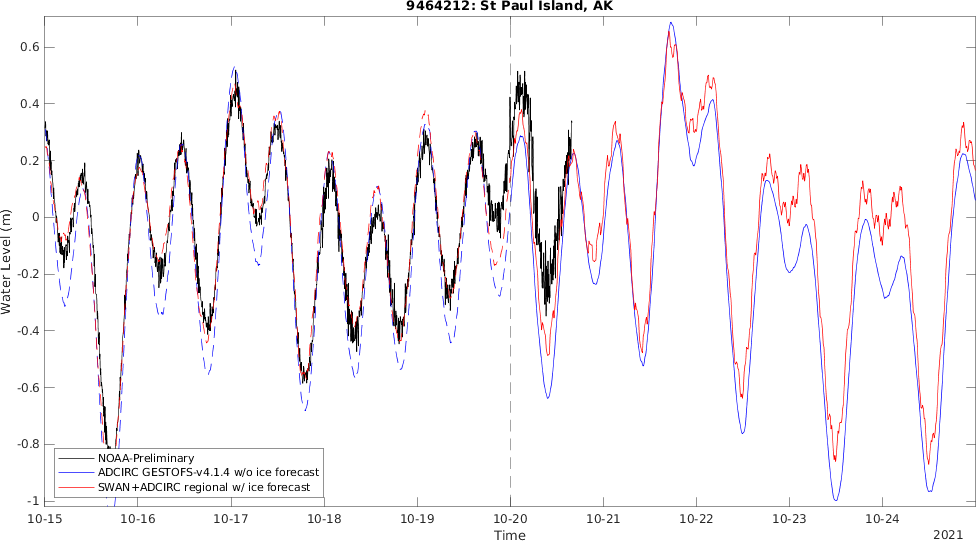 9464212: St Paul Island, AK
0.6
0.4
0.2
0
-0.2
-0.4
-0.6
-0.8
-1
Water Level (m)
NOAA-Preliminary
ADCIRC GESTOFS-v4.1.4 w/o ice forecast
SWAN+ADCIRC regional w/ ice forecast
10-15 10-16 10-17 10-18 10-19 10-20 10-21 10-22 10-23 10-24
Time
2021